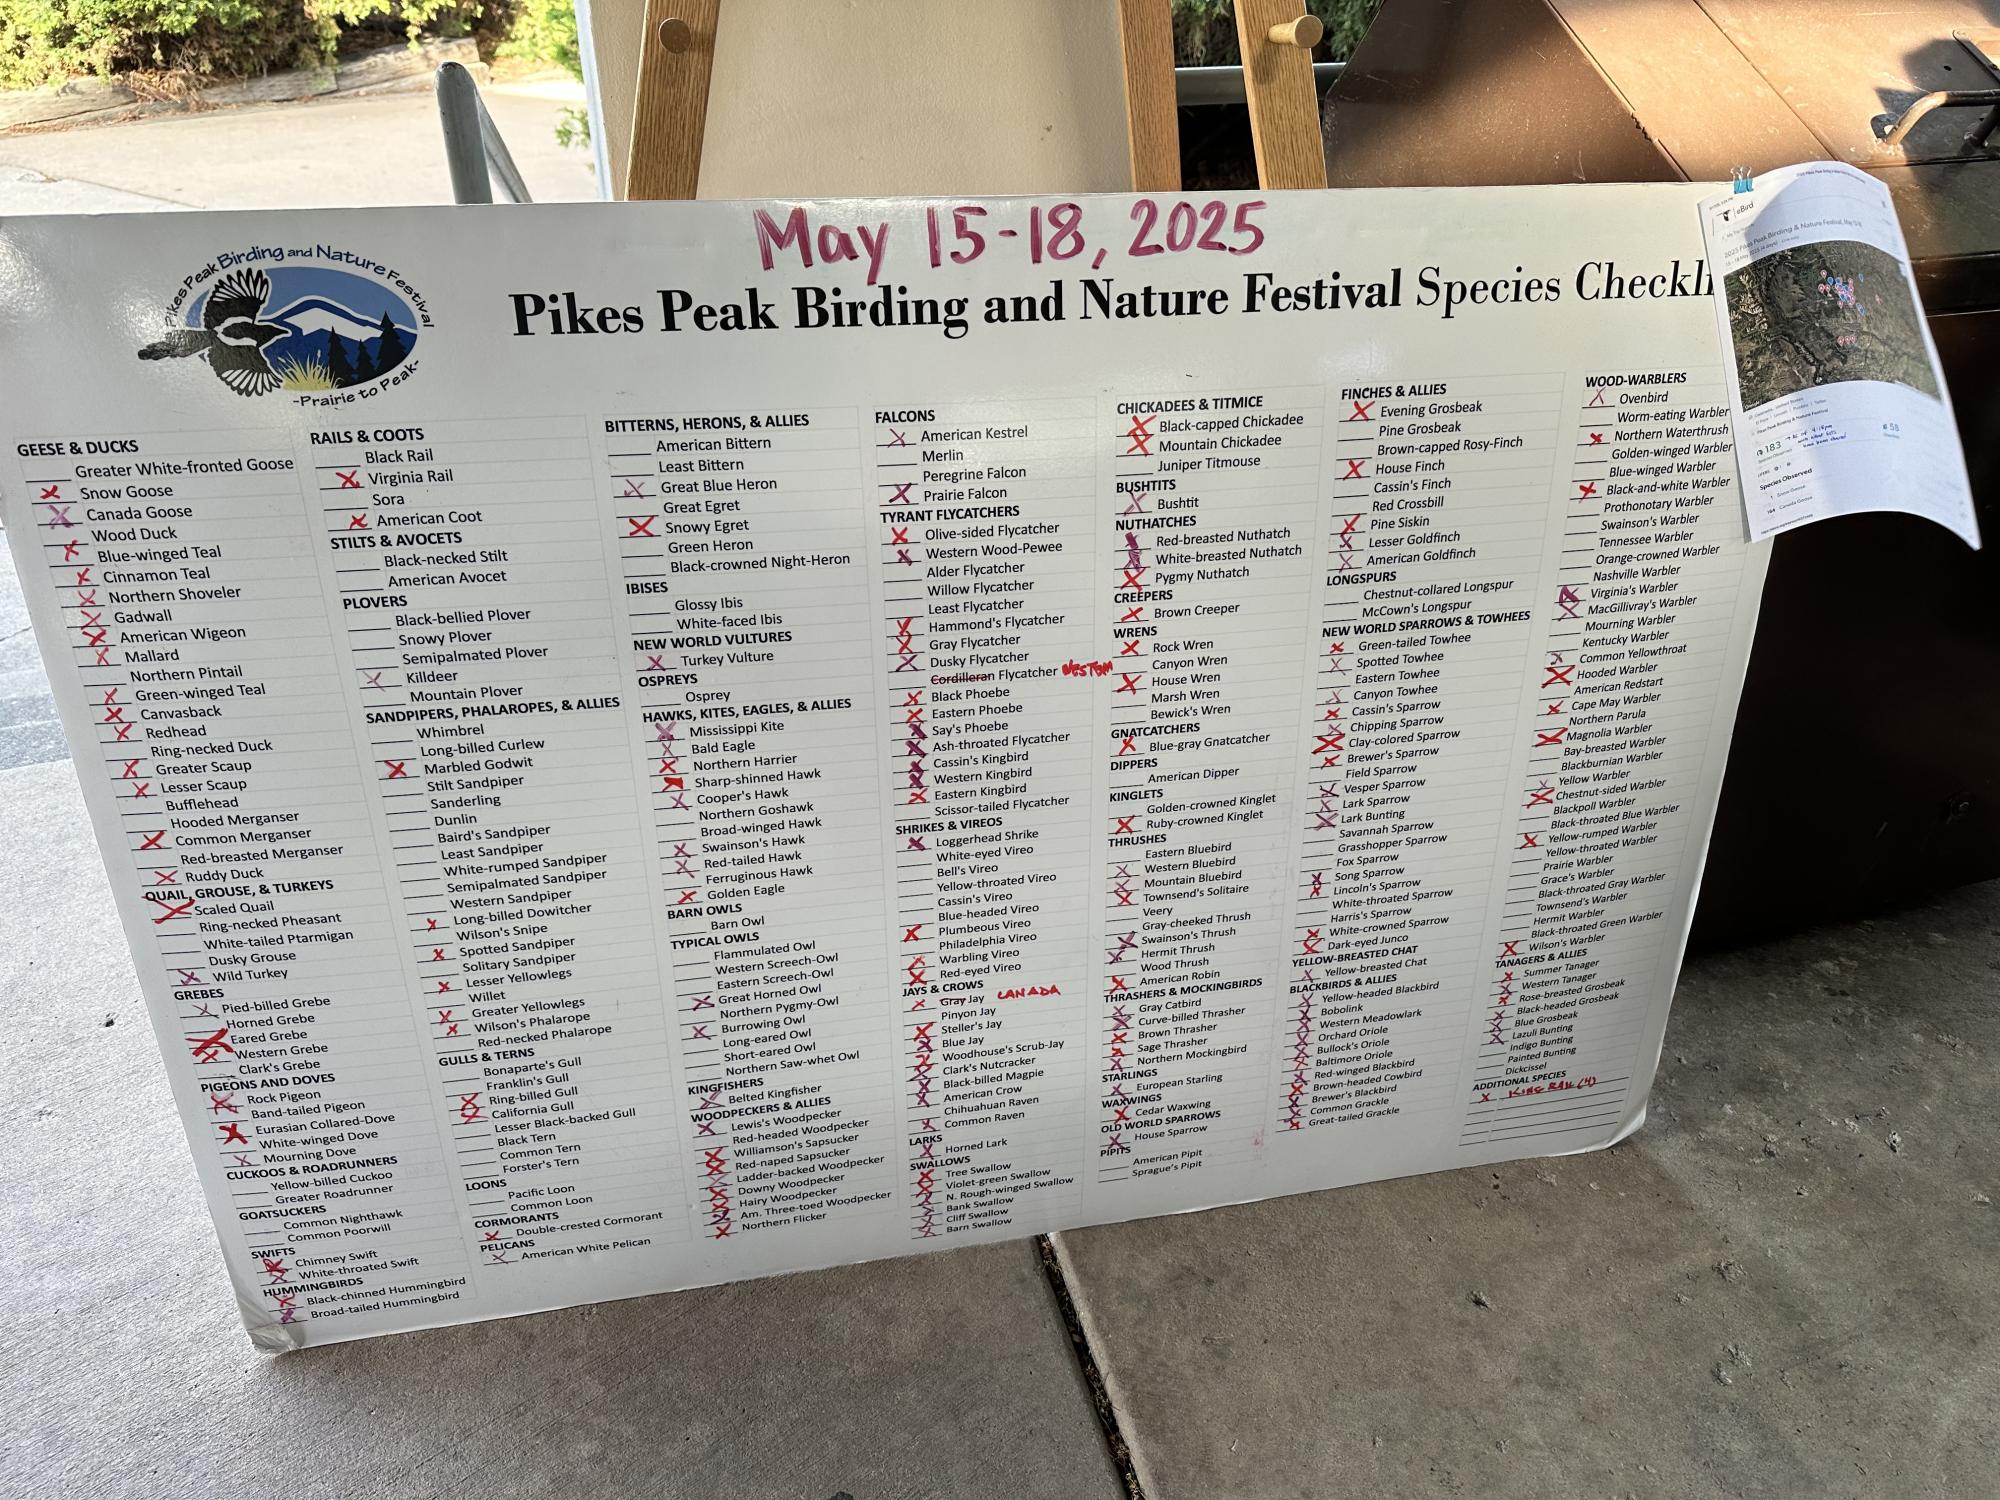 May 15-18, 2025
Pikes Peak Birding and Nature Festival Species Checkli
Pikes Peak Birding and Nature Festival
-Prairie to Peak-
GEESE & DUCKS
Greater White-fronted Goose
X Snow Goose
X Canada Goose
Wood Duck
X Blue-winged Teal
X Cinnamon Teal
X Northern Shoveler
X Gadwall
X American Wigeon
X Mallard
Northern Pintail
X Green-winged Teal
X Canvasback
X Redhead
Ring-necked Duck
X Greater Scaup
X Lesser Scaup
Bufflehead
Hooded Merganser
X Common Merganser
Red-breasted Merganser
X Ruddy Duck
QUAIL, GROUSE, & TURKEYS
X Scaled Quail
Ring-necked Pheasant
White-tailed Ptarmigan
Dusky Grouse
X Wild Turkey
GREBES
X Pied-billed Grebe
Horned Grebe
X Eared Grebe
X Western Grebe
Clark's Grebe
PIGEONS AND DOVES
X Rock Pigeon
Band-tailed Pigeon
X Eurasian Collared-Dove
White-winged Dove
X Mourning Dove
CUCKOOS & ROADRUNNERS
Yellow-billed Cuckoo
Greater Roadrunner
GOATSUCKERS
Common Nighthawk
Common Poorwill
SWIFTS
X Chimney Swift
X White-throated Swift
HUMMINGBIRDS
X Black-chinned Hummingbird
X Broad-tailed Hummingbird
RAILS & COOTS
Black Rail
X Virginia Rail
Sora
X American Coot
STILTS & AVOCETS
Black-necked Stilt
American Avocet
PLOVERS
Black-bellied Plover
Snowy Plover
Semipalmated Plover
X Killdeer
Mountain Plover
SANDPIPERS, PHALAROPES, & ALLIES
Whimbrel
Long-billed Curlew
X Marbled Godwit
Stilt Sandpiper
Sanderling
Dunlin
Baird's Sandpiper
Least Sandpiper
White-rumped Sandpiper
Semipalmated Sandpiper
Western Sandpiper
X Long-billed Dowitcher
Wilson's Snipe
X Spotted Sandpiper
Solitary Sandpiper
X Lesser Yellowlegs
Willet
X Greater Yellowlegs
X Wilson's Phalarope
Red-necked Phalarope
GULLS & TERNS
Bonaparte's Gull
Franklin's Gull
X Ring-billed Gull
X California Gull
Lesser Black-backed Gull
Black Tern
Common Tern
Forster's Tern
LOONS
Pacific Loon
Common Loon
CORMORANTS
X Double-crested Cormorant
PELICANS
X American White Pelican
BITTERNS, HERONS, & ALLIES
American Bittern
Least Bittern
X Great Blue Heron
Great Egret
X Snowy Egret
Green Heron
Black-crowned Night-Heron
IBISES
Glossy Ibis
White-faced Ibis
NEW WORLD VULTURES
X Turkey Vulture
OSPREYS
Osprey
HAWKS, KITES, EAGLES, & ALLIES
X Mississippi Kite
X Bald Eagle
X Northern Harrier
X Sharp-shinned Hawk
X Cooper's Hawk
Northern Goshawk
Broad-winged Hawk
X Swainson's Hawk
X Red-tailed Hawk
Ferruginous Hawk
X Golden Eagle
BARN OWLS
Barn Owl
TYPICAL OWLS
Flammulated Owl
Western Screech-Owl
Eastern Screech-Owl
X Great Horned Owl
Northern Pygmy-Owl
X Burrowing Owl
Long-eared Owl
Short-eared Owl
Northern Saw-whet Owl
KINGFISHERS
X Belted Kingfisher
WOODPECKERS & ALLIES
X Lewis's Woodpecker
Red-headed Woodpecker
X Williamson's Sapsucker
X Red-naped Sapsucker
X Ladder-backed Woodpecker
X Downy Woodpecker
X Hairy Woodpecker
X Am. Three-toed Woodpecker
X Northern Flicker
FALCONS
X American Kestrel
Merlin
Peregrine Falcon
X Prairie Falcon
TYRANT FLYCATCHERS
X Olive-sided Flycatcher
X Western Wood-Pewee
Alder Flycatcher
Willow Flycatcher
Least Flycatcher
X Hammond's Flycatcher
X Gray Flycatcher
X Dusky Flycatcher
Cordilleran Flycatcher WESTERN
X Black Phoebe
X Eastern Phoebe
X Say's Phoebe
X Ash-throated Flycatcher
X Cassin's Kingbird
X Western Kingbird
X Eastern Kingbird
Scissor-tailed Flycatcher
SHRIKES & VIREOS
X Loggerhead Shrike
White-eyed Vireo
Bell's Vireo
Yellow-throated Vireo
Cassin's Vireo
Blue-headed Vireo
X Plumbeous Vireo
Philadelphia Vireo
X Warbling Vireo
X Red-eyed Vireo
JAYS & CROWS
X Gray Jay CANADA
Pinyon Jay
X Steller's Jay
X Blue Jay
X Woodhouse's Scrub-Jay
X Clark's Nutcracker
X Black-billed Magpie
X American Crow
Chihuahuan Raven
X Common Raven
LARKS
X Horned Lark
SWALLOWS
X Tree Swallow
X Violet-green Swallow
X N. Rough-winged Swallow
X Bank Swallow
X Cliff Swallow
X Barn Swallow
CHICKADEES & TITMICE
X Black-capped Chickadee
X Mountain Chickadee
Juniper Titmouse
BUSHTITS
X Bushtit
NUTHATCHES
X Red-breasted Nuthatch
X White-breasted Nuthatch
X Pygmy Nuthatch
CREEPERS
X Brown Creeper
WRENS
X Rock Wren
Canyon Wren
X House Wren
Marsh Wren
Bewick's Wren
GNATCATCHERS
X Blue-gray Gnatcatcher
DIPPERS
American Dipper
KINGLETS
Golden-crowned Kinglet
X Ruby-crowned Kinglet
THRUSHES
Eastern Bluebird
X Western Bluebird
X Mountain Bluebird
X Townsend's Solitaire
Veery
Gray-cheeked Thrush
X Swainson's Thrush
X Hermit Thrush
Wood Thrush
X American Robin
THRASHERS & MOCKINGBIRDS
X Gray Catbird
X Curve-billed Thrasher
X Brown Thrasher
X Sage Thrasher
X Northern Mockingbird
STARLINGS
X European Starling
WAXWINGS
X Cedar Waxwing
OLD WORLD SPARROWS
X House Sparrow
PIPITS
American Pipit
Sprague's Pipit
FINCHES & ALLIES
X Evening Grosbeak
Pine Grosbeak
Brown-capped Rosy-Finch
X House Finch
Cassin's Finch
Red Crossbill
X Pine Siskin
X Lesser Goldfinch
X American Goldfinch
LONGSPURS
Chestnut-collared Longspur
McCown's Longspur
NEW WORLD SPARROWS & TOWHEES
X Green-tailed Towhee
X Spotted Towhee
Eastern Towhee
X Canyon Towhee
X Cassin's Sparrow
X Chipping Sparrow
X Clay-colored Sparrow
X Brewer's Sparrow
Field Sparrow
X Vesper Sparrow
X Lark Sparrow
X Lark Bunting
Savannah Sparrow
Grasshopper Sparrow
Fox Sparrow
X Song Sparrow
X Lincoln's Sparrow
White-throated Sparrow
Harris's Sparrow
X White-crowned Sparrow
X Dark-eyed Junco
YELLOW-BREASTED CHAT
X Yellow-breasted Chat
BLACKBIRDS & ALLIES
X Yellow-headed Blackbird
X Bobolink
X Western Meadowlark
X Orchard Oriole
X Bullock's Oriole
X Baltimore Oriole
X Red-winged Blackbird
X Brown-headed Cowbird
X Brewer's Blackbird
X Common Grackle
X Great-tailed Grackle
WOOD-WARBLERS
X Ovenbird
Worm-eating Warbler
X Northern Waterthrush
Golden-winged Warbler
Blue-winged Warbler
X Black-and-white Warbler
Prothonotary Warbler
Swainson's Warbler
Tennessee Warbler
Orange-crowned Warbler
Nashville Warbler
X Virginia's Warbler
X MacGillivray's Warbler
Mourning Warbler
Kentucky Warbler
X Common Yellowthroat
X Hooded Warbler
American Redstart
X Cape May Warbler
Northern Parula
X Magnolia Warbler
Bay-breasted Warbler
Blackburnian Warbler
X Yellow Warbler
X Chestnut-sided Warbler
Blackpoll Warbler
Black-throated Blue Warbler
X Yellow-rumped Warbler
Yellow-throated Warbler
Prairie Warbler
Grace's Warbler
Black-throated Gray Warbler
Townsend's Warbler
Hermit Warbler
Black-throated Green Warbler
X Wilson's Warbler
TANAGERS & ALLIES
X Summer Tanager
X Western Tanager
X Rose-breasted Grosbeak
X Black-headed Grosbeak
X Blue Grosbeak
X Lazuli Bunting
Indigo Bunting
Painted Bunting
Dickcissel
ADDITIONAL SPECIES
X KING RAIL (4)
eBird
2025 Pikes Peak Birding & Nature Festival, May 15-18
183
58
Species Observed
Species Observed
Snow Goose
Canada Goose